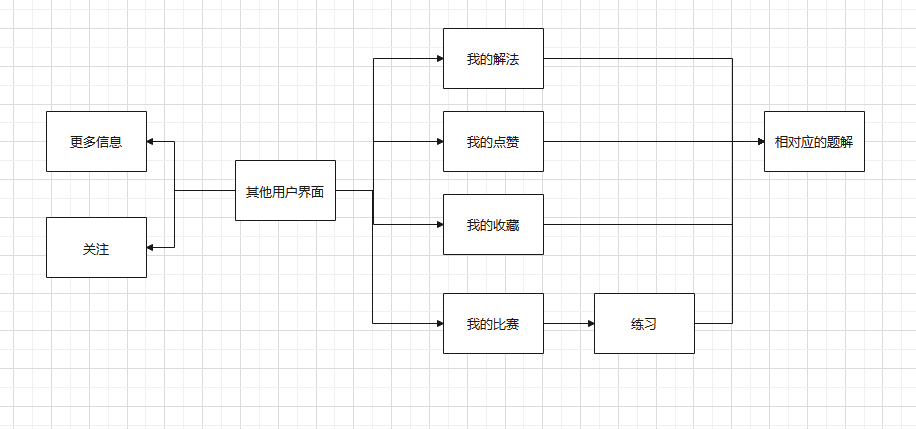 我的解法
更多信息
我的点赞
相对应的题解
其他用户界面
我的收藏
关注
我的比赛
练习